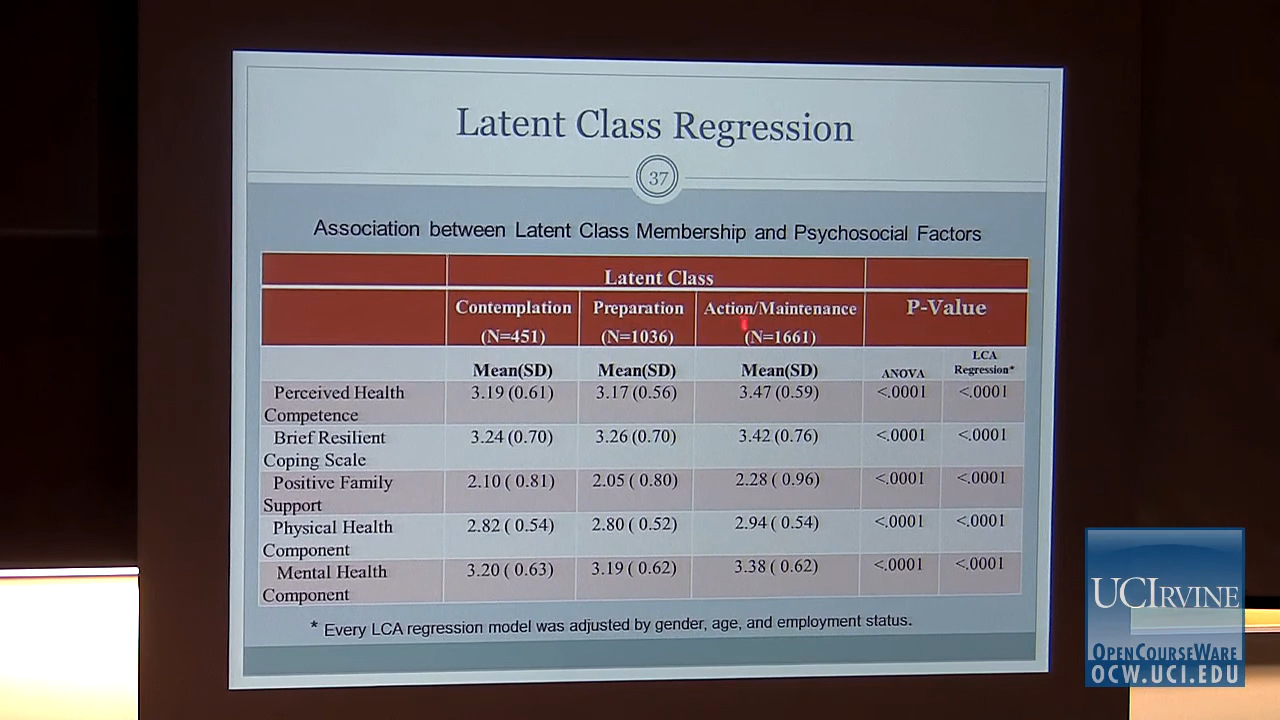 Latent Class Regression
37
Association between Latent Class Membership and Psychosocial Factors
Latent Class
Contemplation Preparation Action/Maintenance P-Value
(N=451) (N=1036) (N=1661)
Mean(SD) Mean(SD) Mean(SD) ANOVA LCA Regression*
Perceived Health 3.19 (0.61) 3.17 (0.56) 3.47 (0.59) <.0001 <.0001
Competence
Brief Resilient 3.24 (0.70) 3.26 (0.70) 3.42 (0.76) <.0001 <.0001
Coping Scale
Positive Family 2.10 ( 0.81) 2.05 ( 0.80) 2.28 ( 0.96) <.0001 <.0001
Support
Physical Health 2.82 ( 0.54) 2.80 ( 0.52) 2.94 ( 0.54) <.0001 <.0001
Component
Mental Health 3.20 ( 0.63) 3.19 ( 0.62) 3.38 ( 0.62) <.0001 <.0001
Component
* Every LCA regression model was adjusted by gender, age, and employment status.
UCIRVINE
OPENCOURSEWARE
OCW.UCI.EDU